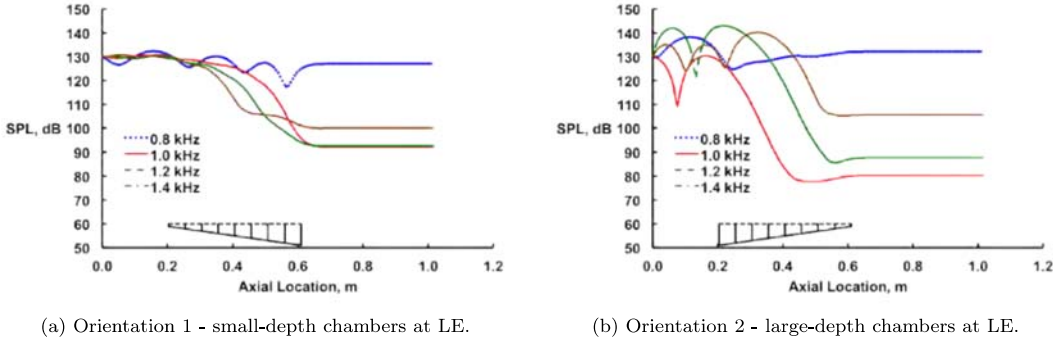 150
140
130
120
110
SPL, dB 100
90
80
70
60
50
0.8 kHz
1.0 kHz
1.2 kHz
1.4 kHz
0.0 0.2 0.4 0.6 0.8 1.0 1.2
Axial Location, m
(a) Orientation 1 - small-depth chambers at LE.
150
140
130
120
110
SPL, dB 100
90
80
70
60
50
0.8 kHz
1.0 kHz
1.2 kHz
1.4 kHz
0.0 0.2 0.4 0.6 0.8 1.0 1.2
Axial Location, m
(b) Orientation 2 - large-depth chambers at LE.